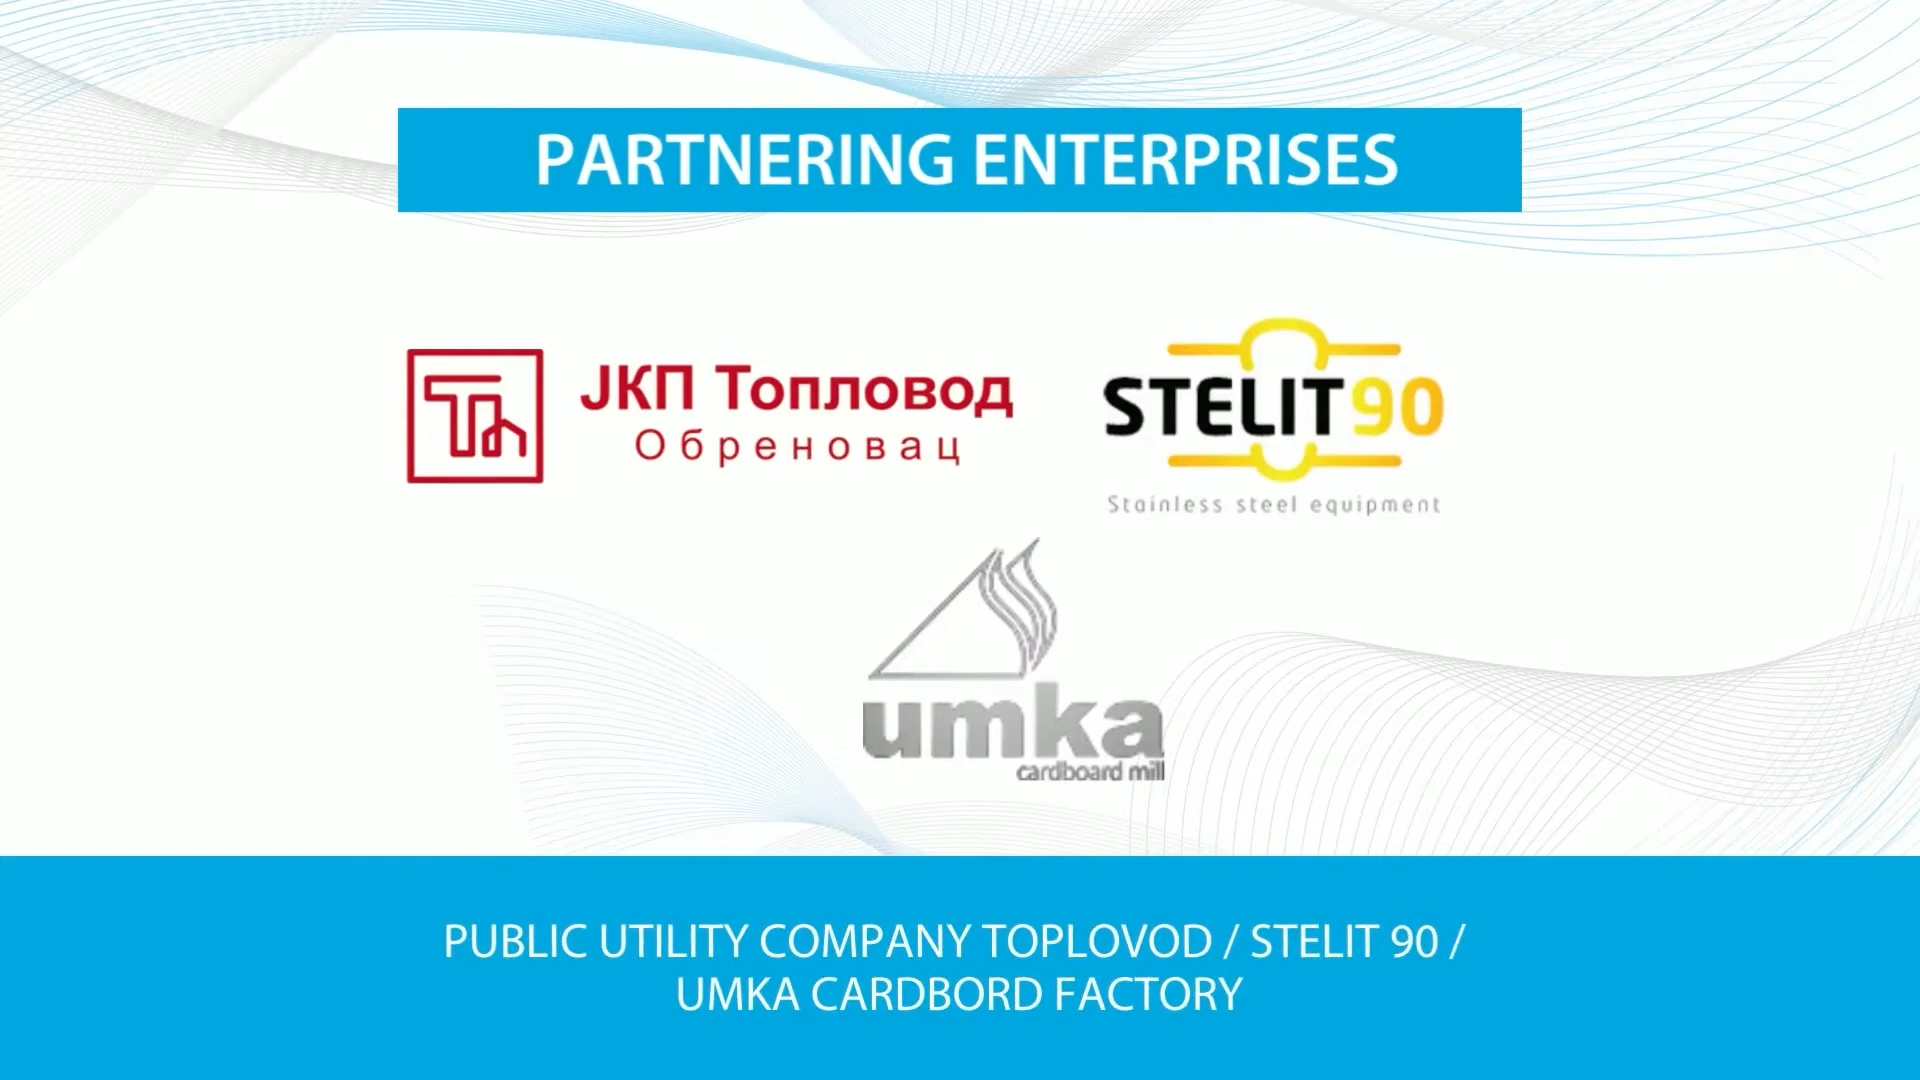 PARTNERING ENTERPRISES
ЈКП Топловод
Обреновац
STELIT90
Stainless steel equipment
umka
cardboard mill
PUBLIC UTILITY COMPANY TOPLOVOD / STELIT 90 /
UMKA CARDBORD FACTORY